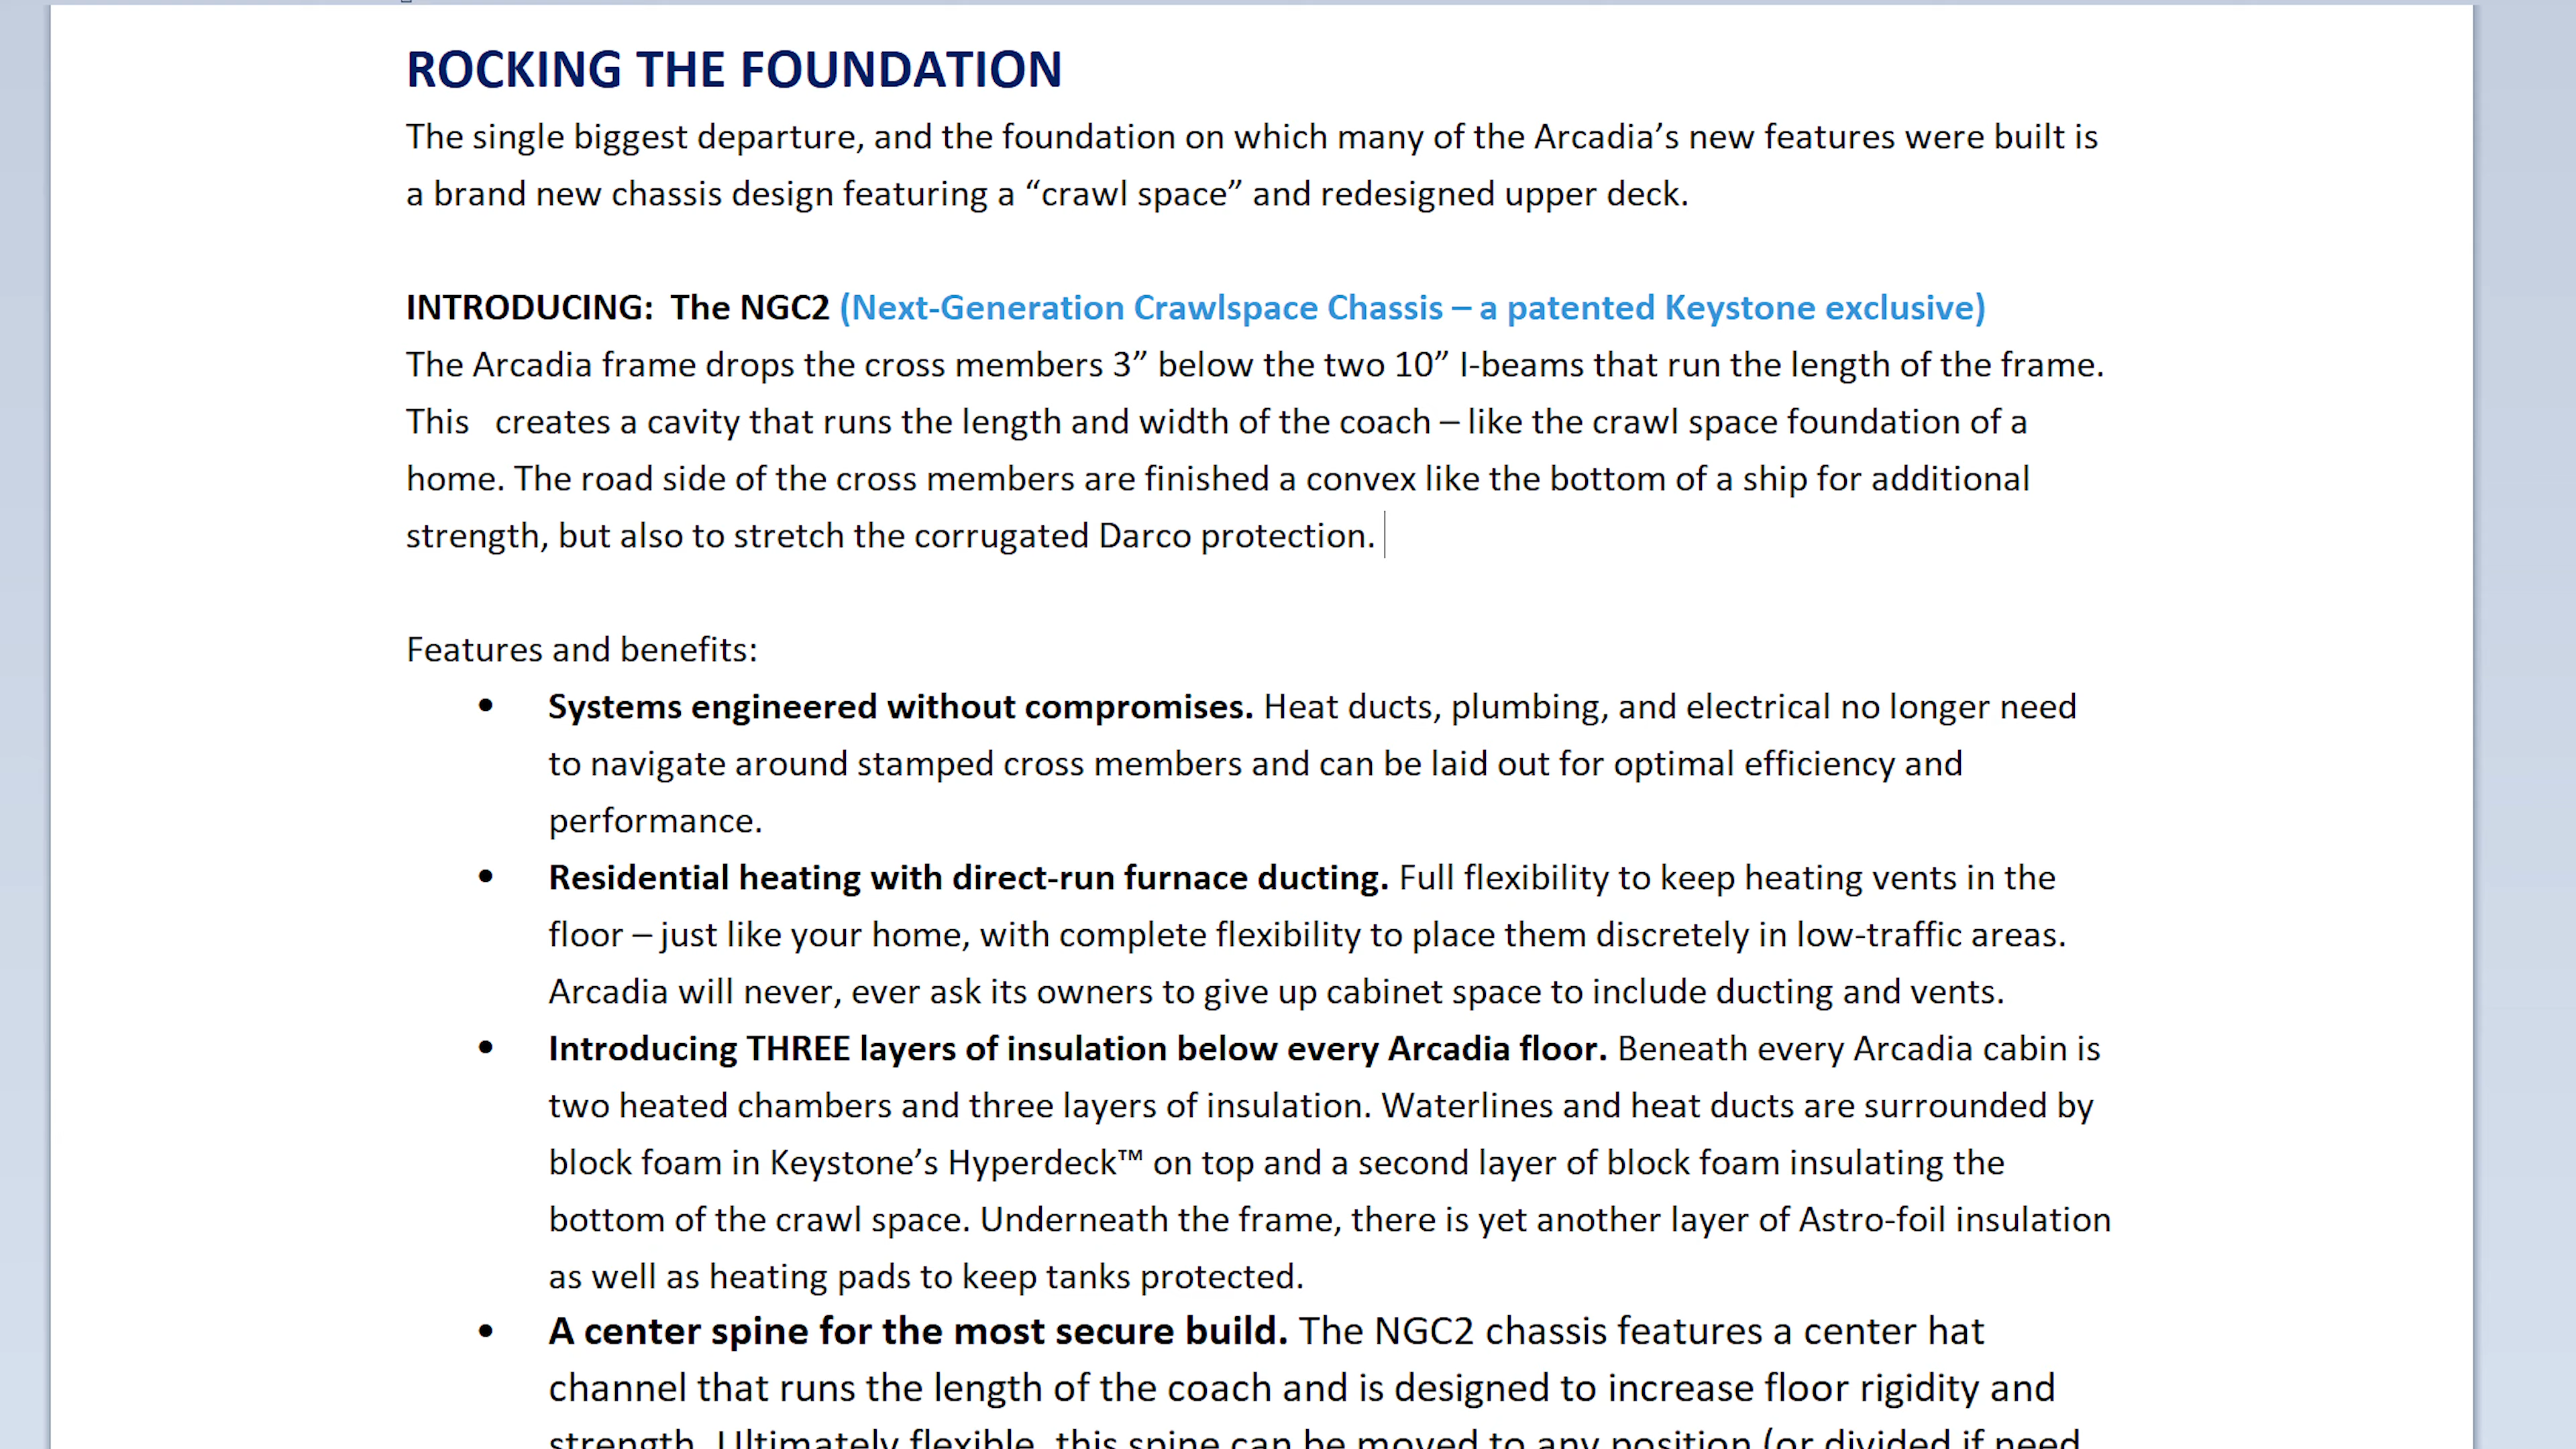 ROCKING THE FOUNDATION
The single biggest departure, and the foundation on which many of the Arcadia’s new features were built is
a brand new chassis design featuring a “crawl space” and redesigned upper deck.
INTRODUCING:  The NGC2 (Next-Generation Crawlspace Chassis – a patented Keystone exclusive)
The Arcadia frame drops the cross members 3” below the two 10” I-beams that run the length of the frame.
This   creates a cavity that runs the length and width of the coach – like the crawl space foundation of a
home. The road side of the cross members are finished a convex like the bottom of a ship for additional
strength, but also to stretch the corrugated Darco protection.
Features and benefits:
• Systems engineered without compromises. Heat ducts, plumbing, and electrical no longer need
to navigate around stamped cross members and can be laid out for optimal efficiency and
performance.
• Residential heating with direct-run furnace ducting. Full flexibility to keep heating vents in the
floor – just like your home, with complete flexibility to place them discretely in low-traffic areas.
Arcadia will never, ever ask its owners to give up cabinet space to include ducting and vents.
• Introducing THREE layers of insulation below every Arcadia floor. Beneath every Arcadia cabin is
two heated chambers and three layers of insulation. Waterlines and heat ducts are surrounded by
block foam in Keystone’s Hyperdeck™ on top and a second layer of block foam insulating the
bottom of the crawl space. Underneath the frame, there is yet another layer of Astro-foil insulation
as well as heating pads to keep tanks protected.
• A center spine for the most secure build. The NGC2 chassis features a center hat
channel that runs the length of the coach and is designed to increase floor rigidity and
strength. Ultimately flexible, this spine can be moved to any position (or divided if need